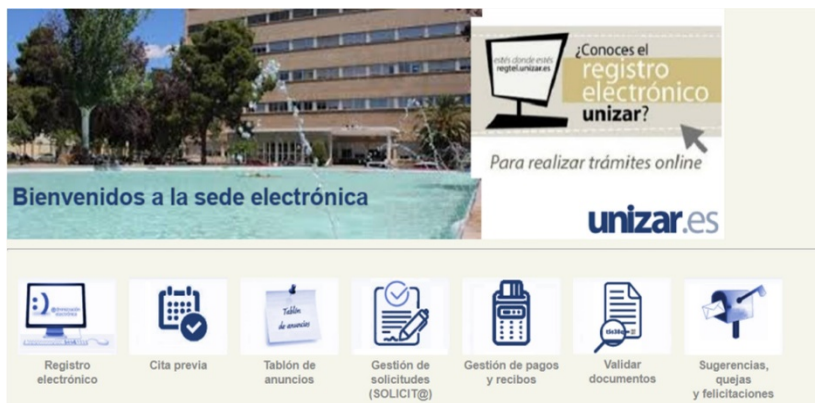 estés donde estés
regtel.unizar.es
¿Conoces el
registro
electrónico
unizar?
Para realizar trámites online
Bienvenidos a la sede electrónica
unizar.es
Tablón
de anuncios
Registro
electrónico
Cita previa
Tablón de
anuncios
Gestión de
solicitudes
(SOLICIT@)
Gestión de pagos
y recibos
Validar
documentos
Sugerencias,
quejas
y felicitaciones